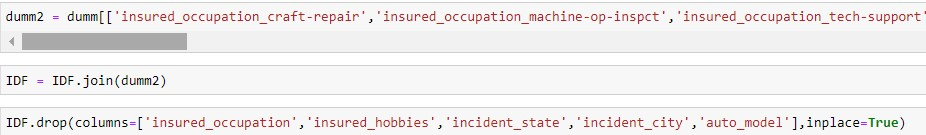 dumm2 = dumm[['insured_occupation_craft-repair','insured_occupation_machine-op-inspct','insured_occupation_tech-support'
IDF = IDF.join(dumm2)
IDF.drop(columns=['insured_occupation','insured_hobbies','incident_state','incident_city','auto_model'],inplace=True)